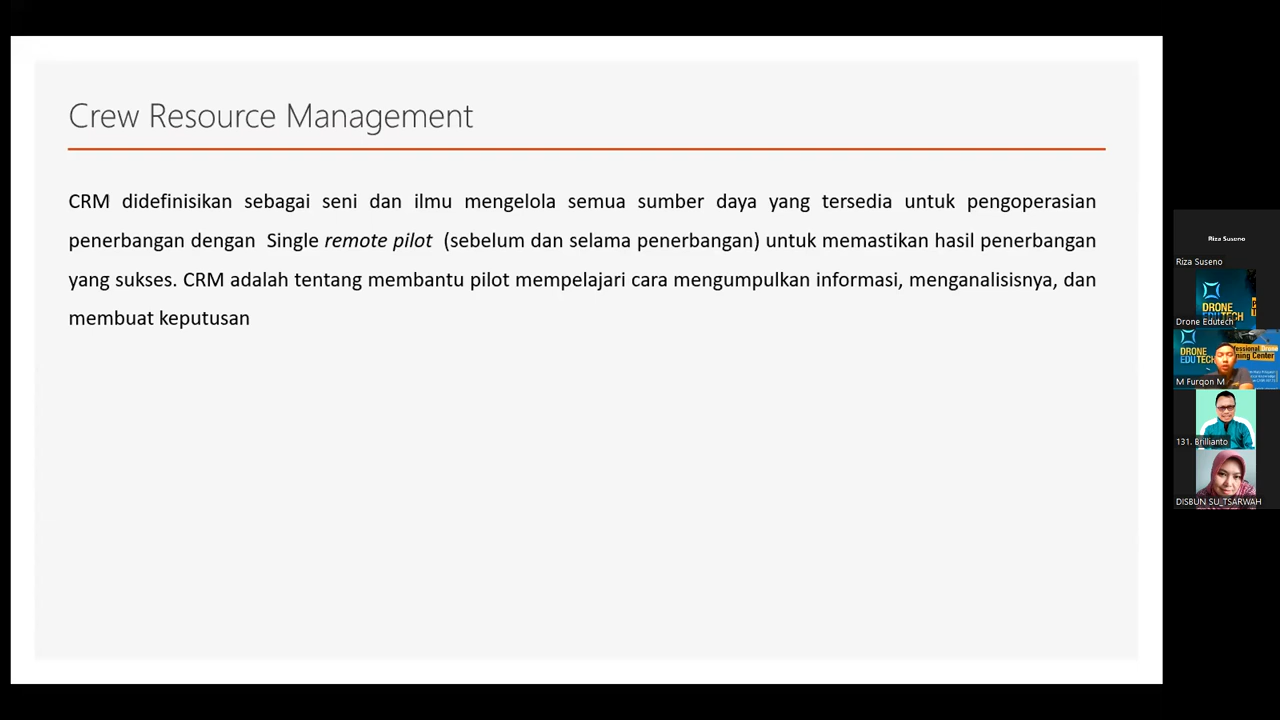 Crew Resource Management
CRM didefinisikan sebagai seni dan ilmu mengelola semua sumber daya yang tersedia untuk pengoperasian
penerbangan dengan Single remote pilot (sebelum dan selama penerbangan) untuk memastikan hasil penerbangan
yang sukses. CRM adalah tentang membantu pilot mempelajari cara mengumpulkan informasi, menganalisisnya, dan
membuat keputusan
Riza Suseno
Riza Suseno
DRONE
EDUTECH
Drone Edutech
DRONE
EDUTECH
M Furqon M
131. Brillianto
DISBUN SU_TSARWAH